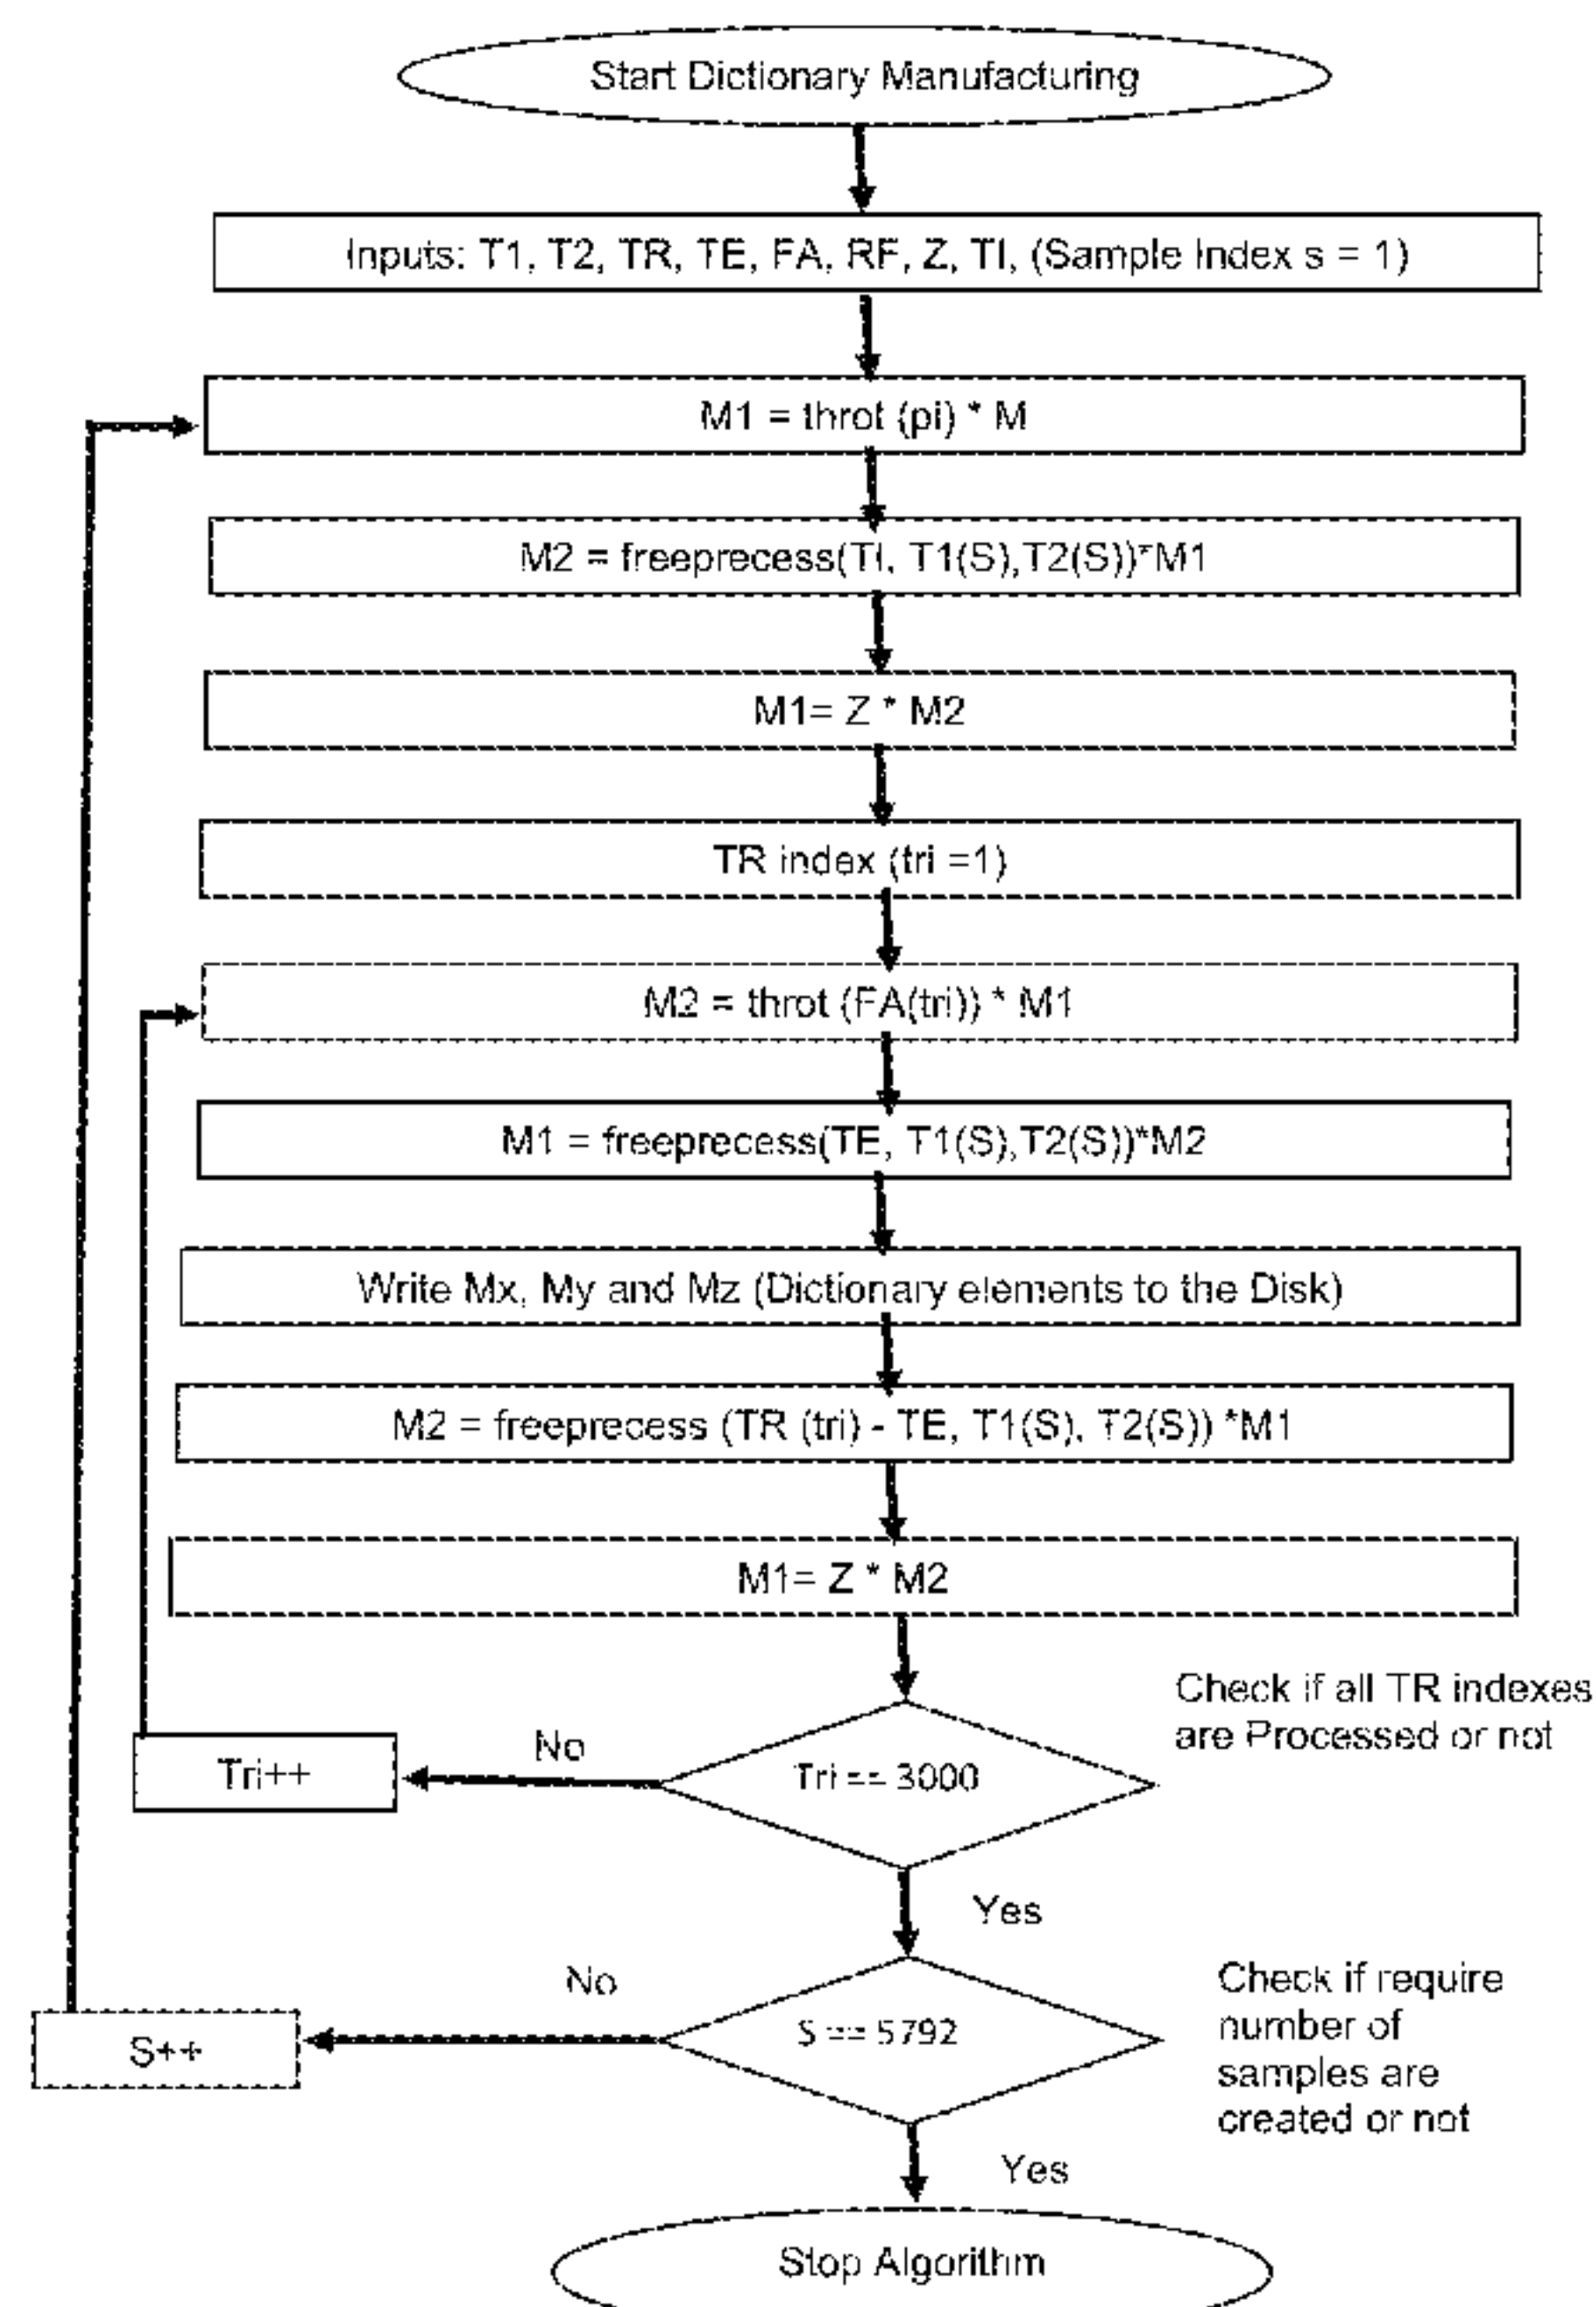 Start Dictionary Manufacturing
Inputs: T1, T2, TR, TE, FA, RF, Z, TI, (Sample Index s = 1)
M1 = throt (pi) * M
M2 = freeprecess(TI, T1(S),T2(S))*M1
M1= Z * M2
TR index (tri =1)
M2 = throt (FA(tri)) * M1
M1 = freeprecess(TE, T1(S),T2(S))*M2
Write Mx, My and Mz (Dictionary elements to the Disk)
M2 = freeprecess (TR (tri) - TE, T1(S), T2(S)) *M1
M1= Z * M2
Check if all TR indexes
are Processed or not
No
Tri++
Tri == 3000
Yes
No
Check if require
number of
samples are
created or not
S++
S == 5792
Yes
Stop Algorithm